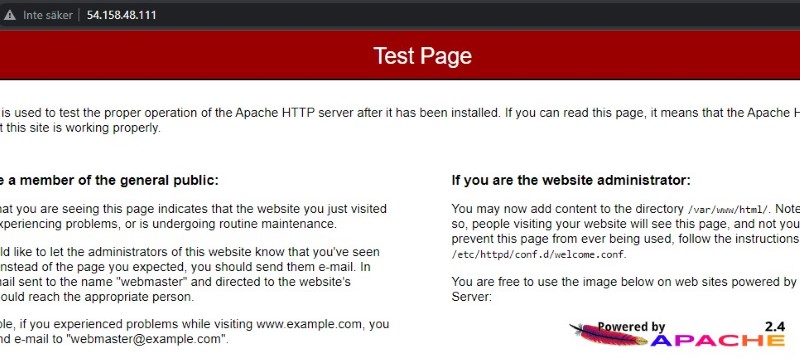 Inte säker 54.158.48.111
Test Page
is used to test the proper operation of the Apache HTTP server after it has been installed. If you can read this page, it means that the Apache H
t this site is working properly.
e a member of the general public:
at you are seeing this page indicates that the website you just visited
xperiencing problems, or is undergoing routine maintenance.
ld like to let the administrators of this website know that you've seen
nstead of the page you expected, you should send them e-mail. In
ail sent to the name "webmaster" and directed to the website's
ould reach the appropriate person.
ple, if you experienced problems while visiting www.example.com, you
nd e-mail to "webmaster@example.com".
If you are the website administrator:
You may now add content to the directory /var/www/html/. Note
so, people visiting your website will see this page, and not you
prevent this page from ever being used, follow the instructions
/etc/httpd/conf.d/welcome.conf.
You are free to use the image below on web sites powered by
Server:
Powered by 2.4
APACHE